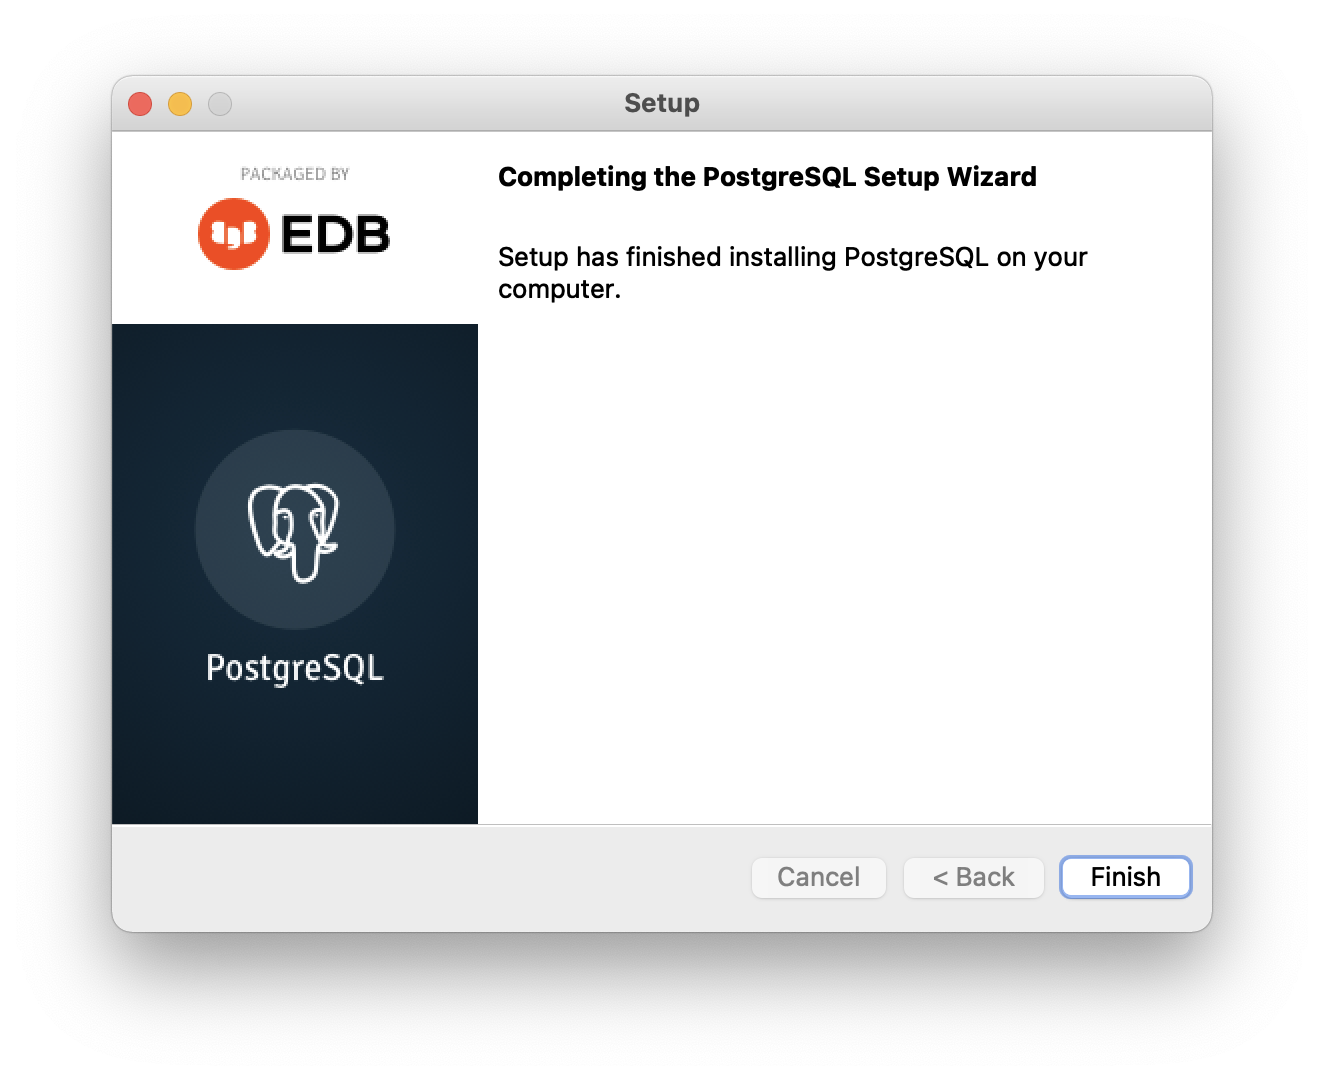 Setup
PACKAGED BY
EDB
Completing the PostgreSQL Setup Wizard
Setup has finished installing PostgreSQL on your
computer.
PostgreSQL
Cancel
< Back
Finish